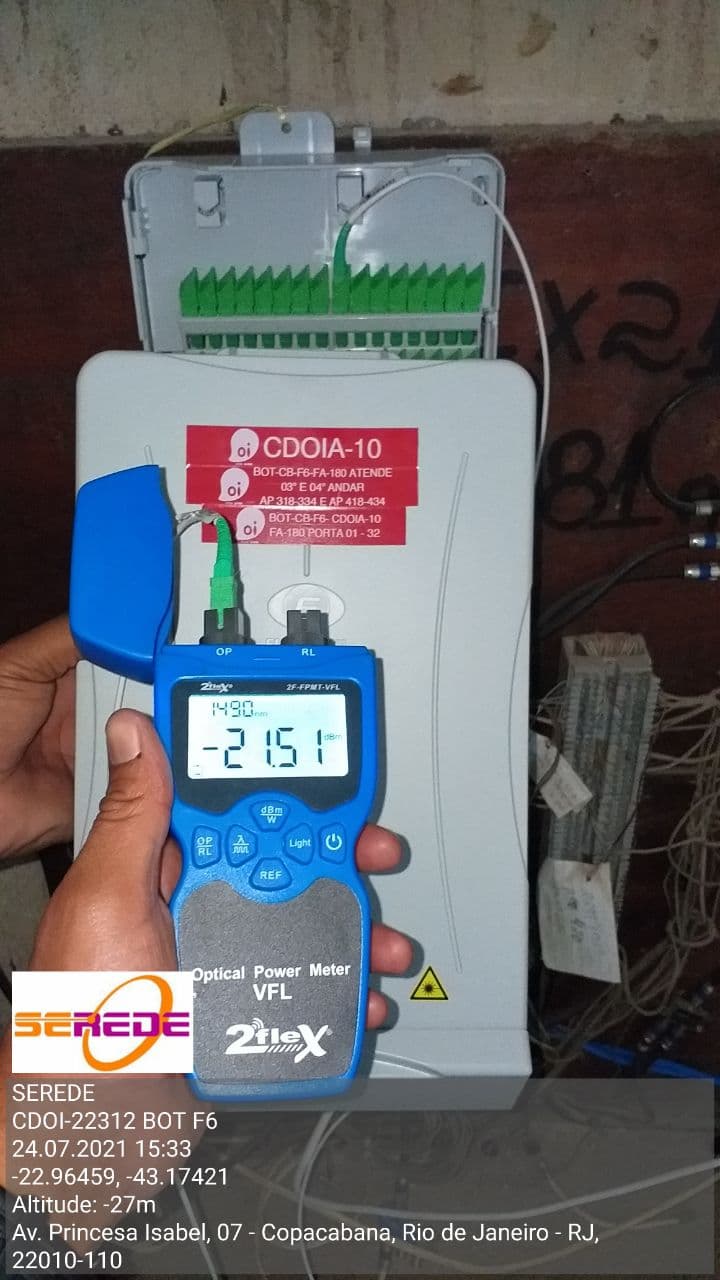 EX2
81
oi CDOIA-10
oi BOT-CB-F6-FA-180 ATENDE
03° E 04° ANDAR
AP 318-334 E AP 418-434
oi BOT-CB-F6- CDOIA-10
FA-180 PORTA 01 - 32
OP RL
2fleX 2F-FPMT-VFL
1490nm
-21.51 dBm
dBm
W
OP
RL
λ
Light
REF
Optical Power Meter
VFL
2fleX
SEREDE
SEREDE
CDOI-22312 BOT F6
24.07.2021 15:33
-22.96459, -43.17421
Altitude: -27m
Av. Princesa Isabel, 07 - Copacabana, Rio de Janeiro - RJ,
22010-110